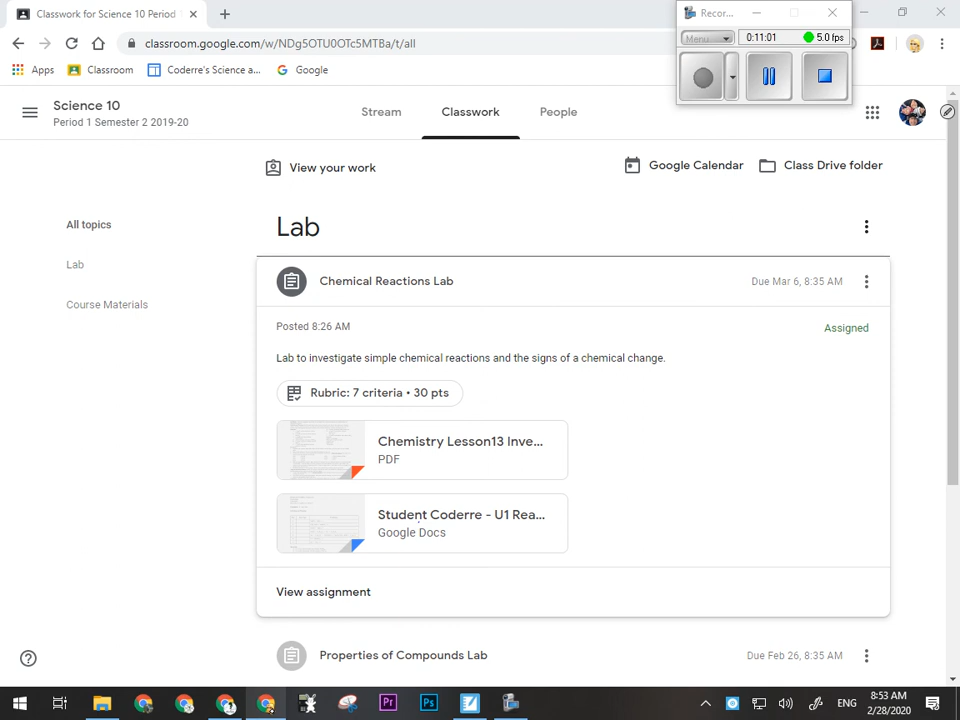 Classwork for Science 10 Period
Recor...
Menu
0:11:01
5.0 fps
classroom.google.com/w/NDg5OTU0OTc5MTBa/t/all
Apps
Classroom
Coderre's Science a...
Google
Science 10
Period 1 Semester 2 2019-20
Stream
Classwork
People
View your work
Google Calendar
Class Drive folder
All topics
Lab
Course Materials
Lab
Chemical Reactions Lab
Due Mar 6, 8:35 AM
Posted 8:26 AM
Assigned
Lab to investigate simple chemical reactions and the signs of a chemical change.
Rubric: 7 criteria • 30 pts
Chemistry Lesson13 Inve...
PDF
Student Coderre - U1 Rea...
Google Docs
View assignment
Properties of Compounds Lab
Due Feb 26, 8:35 AM
Pr
Ps
ENG
8:53 AM
2/28/2020